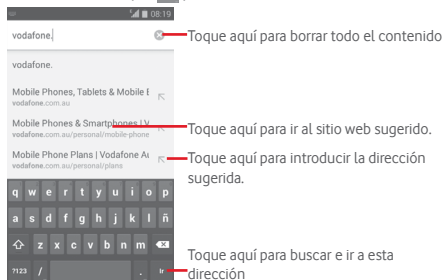 08:19
vodafone.
Toque aquí para borrar todo el contenido
vodafone.
Mobile Phones, Tablets & Mobile E
vodafone.com.au
Mobile Phones & Smartphones | V
vodafone.com.au/personal/mobile-phone
Toque aquí para ir al sitio web sugerido.
Mobile Phone Plans | Vodafone Au
vodafone.com.au/personal/plans
Toque aquí para introducir la dirección
sugerida.
q w e r t y u i o p
a s d f g h j k l ñ
z x c v b n m
?123 / . Ir
Toque aquí para buscar e ir a esta
dirección